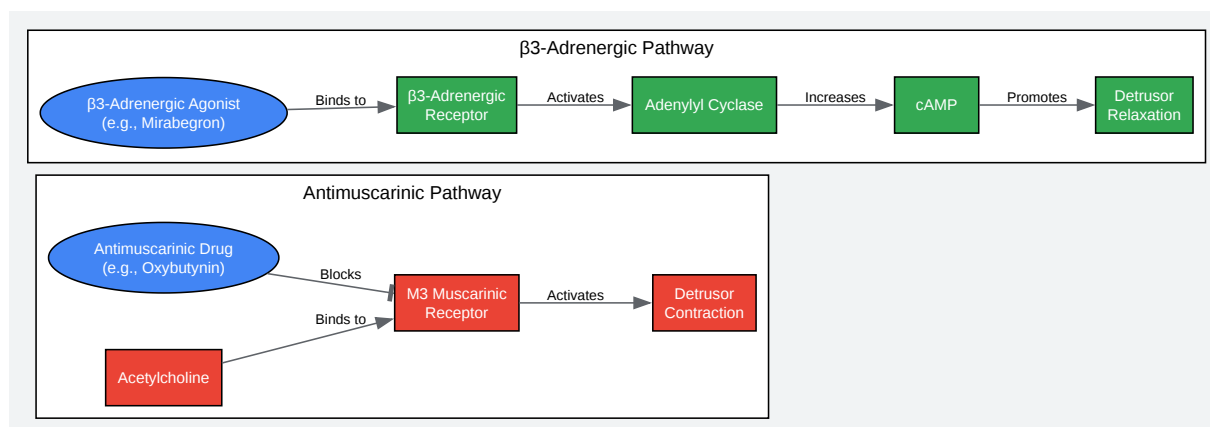 β3-Adrenergic Pathway
β3-Adrenergic Agonist
(e.g., Mirabegron)
Binds to
β3-Adrenergic
Receptor
Activates
Adenylyl Cyclase
Increases
cAMP
Promotes
Detrusor
Relaxation
Antimuscarinic Pathway
Antimuscarinic Drug
(e.g., Oxybutynin)
Blocks
Binds to
Acetylcholine
M3 Muscarinic
Receptor
Activates
Detrusor
Contraction